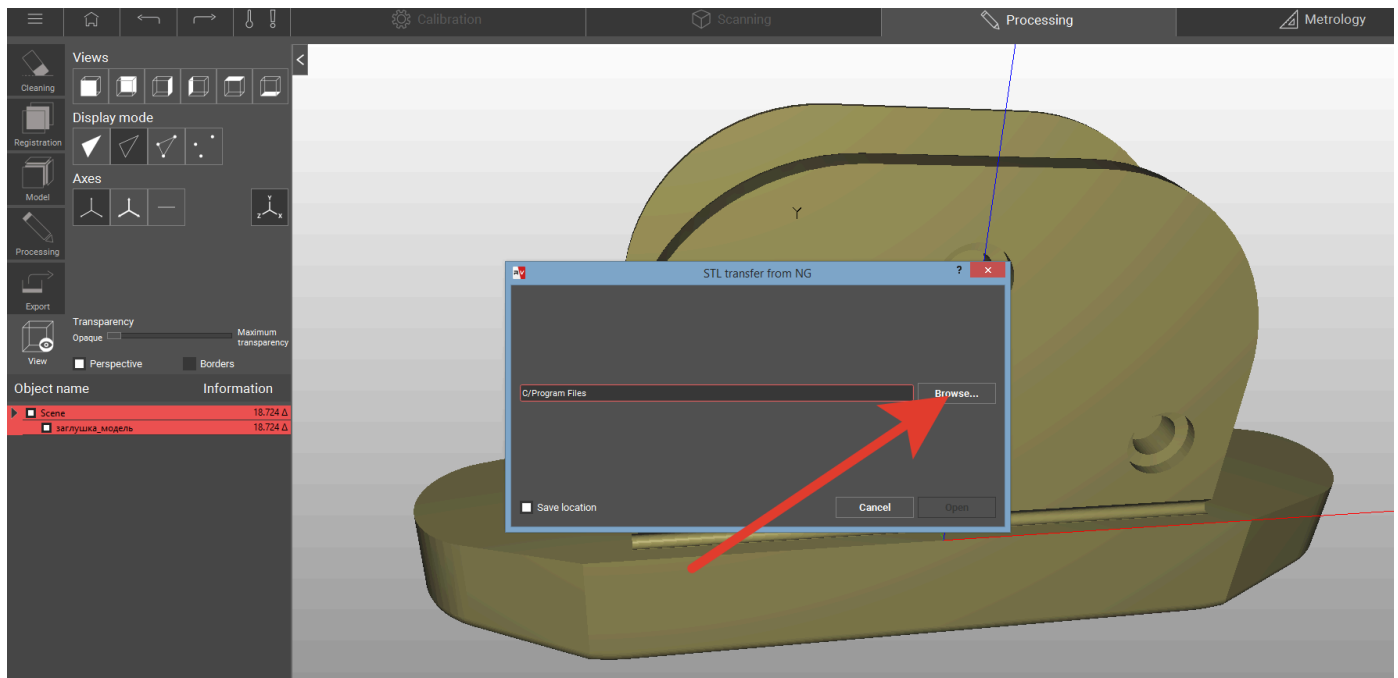 Calibration
Scanning
Processing
Metrology
Cleaning
Registration
Model
Processing
Export
View
Views
Display mode
Axes
Y
Z X
Transparency
Opaque
Maximum
transparency
Perspective
Borders
Object name Information
Scene 18.724 Δ
заглушка_модель 18.724 Δ
Y
STL transfer from NG ?
C/Program Files
Browse...
Save location
Cancel
Open